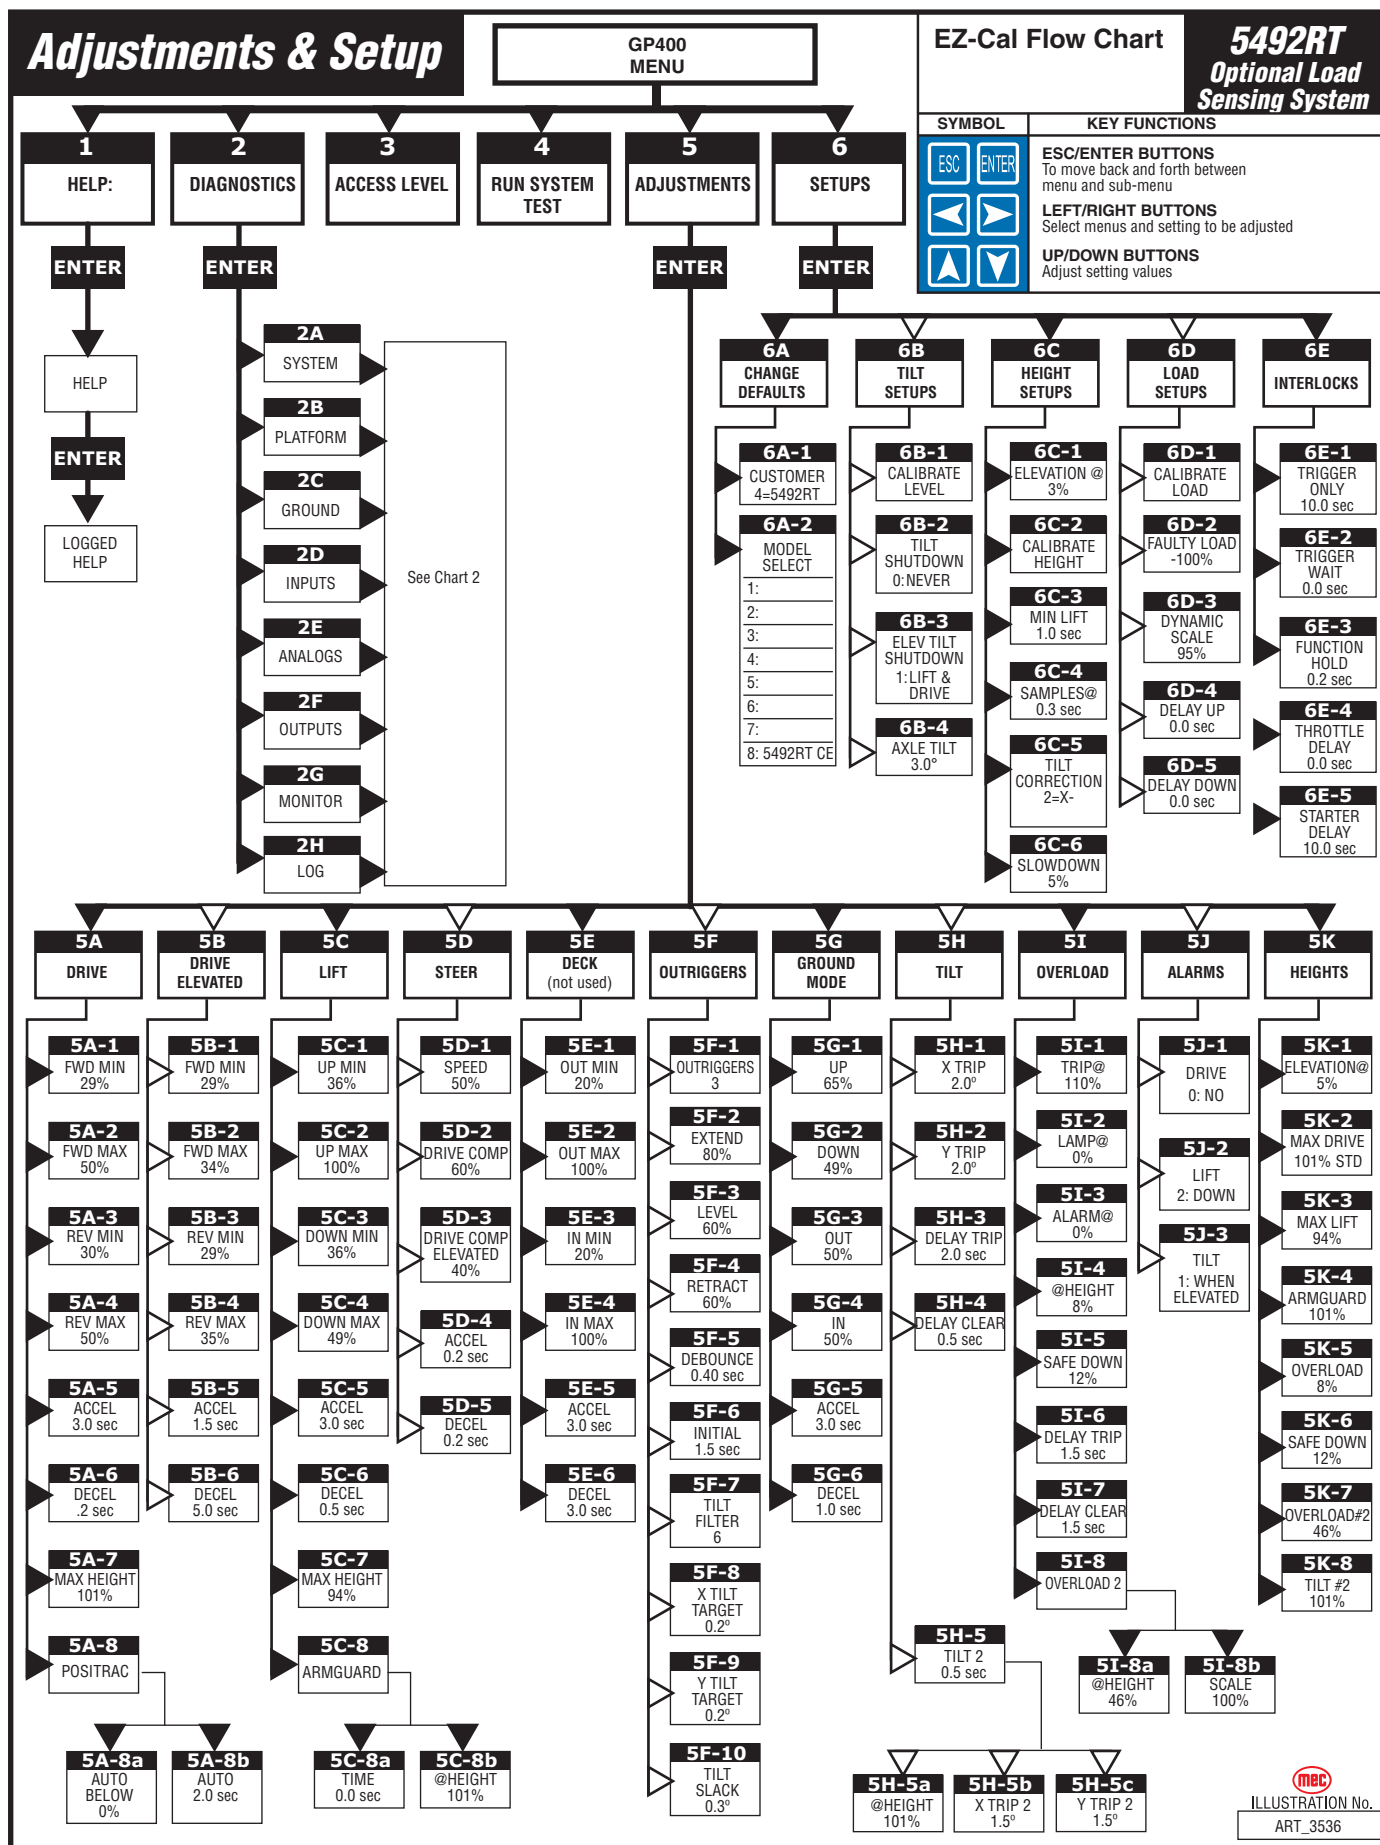 Adjustments & Setup
GP400
MENU
EZ-Cal Flow Chart
5492RT
Optional Load
Sensing System
SYMBOL
KEY FUNCTIONS
ESC
ENTER
ESC/ENTER BUTTONS
To move back and forth between
menu and sub-menu
LEFT/RIGHT BUTTONS
Select menus and setting to be adjusted
UP/DOWN BUTTONS
Adjust setting values
1
HELP:
2
DIAGNOSTICS
3
ACCESS LEVEL
4
RUN SYSTEM
TEST
5
ADJUSTMENTS
6
SETUPS
ENTER
ENTER
ENTER
ENTER
HELP
ENTER
LOGGED
HELP
2A
SYSTEM
2B
PLATFORM
2C
GROUND
2D
INPUTS
2E
ANALOGS
2F
OUTPUTS
2G
MONITOR
2H
LOG
See Chart 2
6A
CHANGE
DEFAULTS
6A-1
CUSTOMER
4=5492RT
6A-2
MODEL
SELECT
1:
2:
3:
4:
5:
6:
7:
8: 5492RT CE
6B
TILT
SETUPS
6B-1
CALIBRATE
LEVEL
6B-2
TILT
SHUTDOWN
0:NEVER
6B-3
ELEV TILT
SHUTDOWN
1:LIFT &
DRIVE
6B-4
AXLE TILT
3.0°
6C
HEIGHT
SETUPS
6C-1
ELEVATION @
3%
6C-2
CALIBRATE
HEIGHT
6C-3
MIN LIFT
1.0 sec
6C-4
SAMPLES@
0.3 sec
6C-5
TILT
CORRECTION
2=X-
6C-6
SLOWDOWN
5%
6D
LOAD
SETUPS
6D-1
CALIBRATE
LOAD
6D-2
FAULTY LOAD
-100%
6D-3
DYNAMIC
SCALE
95%
6D-4
DELAY UP
0.0 sec
6D-5
DELAY DOWN
0.0 sec
6E
INTERLOCKS
6E-1
TRIGGER
ONLY
10.0 sec
6E-2
TRIGGER
WAIT
0.0 sec
6E-3
FUNCTION
HOLD
0.2 sec
6E-4
THROTTLE
DELAY
0.0 sec
6E-5
STARTER
DELAY
10.0 sec
5A
DRIVE
5A-1
FWD MIN
29%
5A-2
FWD MAX
50%
5A-3
REV MIN
30%
5A-4
REV MAX
50%
5A-5
ACCEL
3.0 sec
5A-6
DECEL
.2 sec
5A-7
MAX HEIGHT
101%
5A-8
POSITRAC
5A-8a
AUTO
BELOW
0%
5A-8b
AUTO
2.0 sec
5B
DRIVE
ELEVATED
5B-1
FWD MIN
29%
5B-2
FWD MAX
34%
5B-3
REV MIN
29%
5B-4
REV MAX
35%
5B-5
ACCEL
1.5 sec
5B-6
DECEL
5.0 sec
5C
LIFT
5C-1
UP MIN
36%
5C-2
UP MAX
100%
5C-3
DOWN MIN
36%
5C-4
DOWN MAX
49%
5C-5
ACCEL
3.0 sec
5C-6
DECEL
0.5 sec
5C-7
MAX HEIGHT
94%
5C-8
ARMGUARD
5C-8a
TIME
0.0 sec
5C-8b
@HEIGHT
101%
5D
STEER
5D-1
SPEED
50%
5D-2
DRIVE COMP
60%
5D-3
DRIVE COMP
ELEVATED
40%
5D-4
ACCEL
0.2 sec
5D-5
DECEL
0.2 sec
5E
DECK
(not used)
5E-1
OUT MIN
20%
5E-2
OUT MAX
100%
5E-3
IN MIN
20%
5E-4
IN MAX
100%
5E-5
ACCEL
3.0 sec
5E-6
DECEL
3.0 sec
5F
OUTRIGGERS
5F-1
OUTRIGGERS
3
5F-2
EXTEND
80%
5F-3
LEVEL
60%
5F-4
RETRACT
60%
5F-5
DEBOUNCE
0.40 sec
5F-6
INITIAL
1.5 sec
5F-7
TILT
FILTER
6
5F-8
X TILT
TARGET
0.2º
5F-9
Y TILT
TARGET
0.2º
5F-10
TILT
SLACK
0.3º
5G
GROUND
MODE
5G-1
UP
65%
5G-2
DOWN
49%
5G-3
OUT
50%
5G-4
IN
50%
5G-5
ACCEL
3.0 sec
5G-6
DECEL
1.0 sec
5H
TILT
5H-1
X TRIP
2.0º
5H-2
Y TRIP
2.0º
5H-3
DELAY TRIP
2.0 sec
5H-4
DELAY CLEAR
0.5 sec
5H-5
TILT 2
0.5 sec
5H-5a
@HEIGHT
101%
5H-5b
X TRIP 2
1.5º
5H-5c
Y TRIP 2
1.5º
5I
OVERLOAD
5I-1
TRIP@
110%
5I-2
LAMP@
0%
5I-3
ALARM@
0%
5I-4
@HEIGHT
8%
5I-5
SAFE DOWN
12%
5I-6
DELAY TRIP
1.5 sec
5I-7
DELAY CLEAR
1.5 sec
5I-8
OVERLOAD 2
5I-8a
@HEIGHT
46%
5I-8b
SCALE
100%
5J
ALARMS
5J-1
DRIVE
0: NO
5J-2
LIFT
2: DOWN
5J-3
TILT
1: WHEN
ELEVATED
5K
HEIGHTS
5K-1
ELEVATION@
5%
5K-2
MAX DRIVE
101% STD
5K-3
MAX LIFT
94%
5K-4
ARMGUARD
101%
5K-5
OVERLOAD
8%
5K-6
SAFE DOWN
12%
5K-7
OVERLOAD#2
46%
5K-8
TILT #2
101%
mec
ILLUSTRATION No.
ART_3536